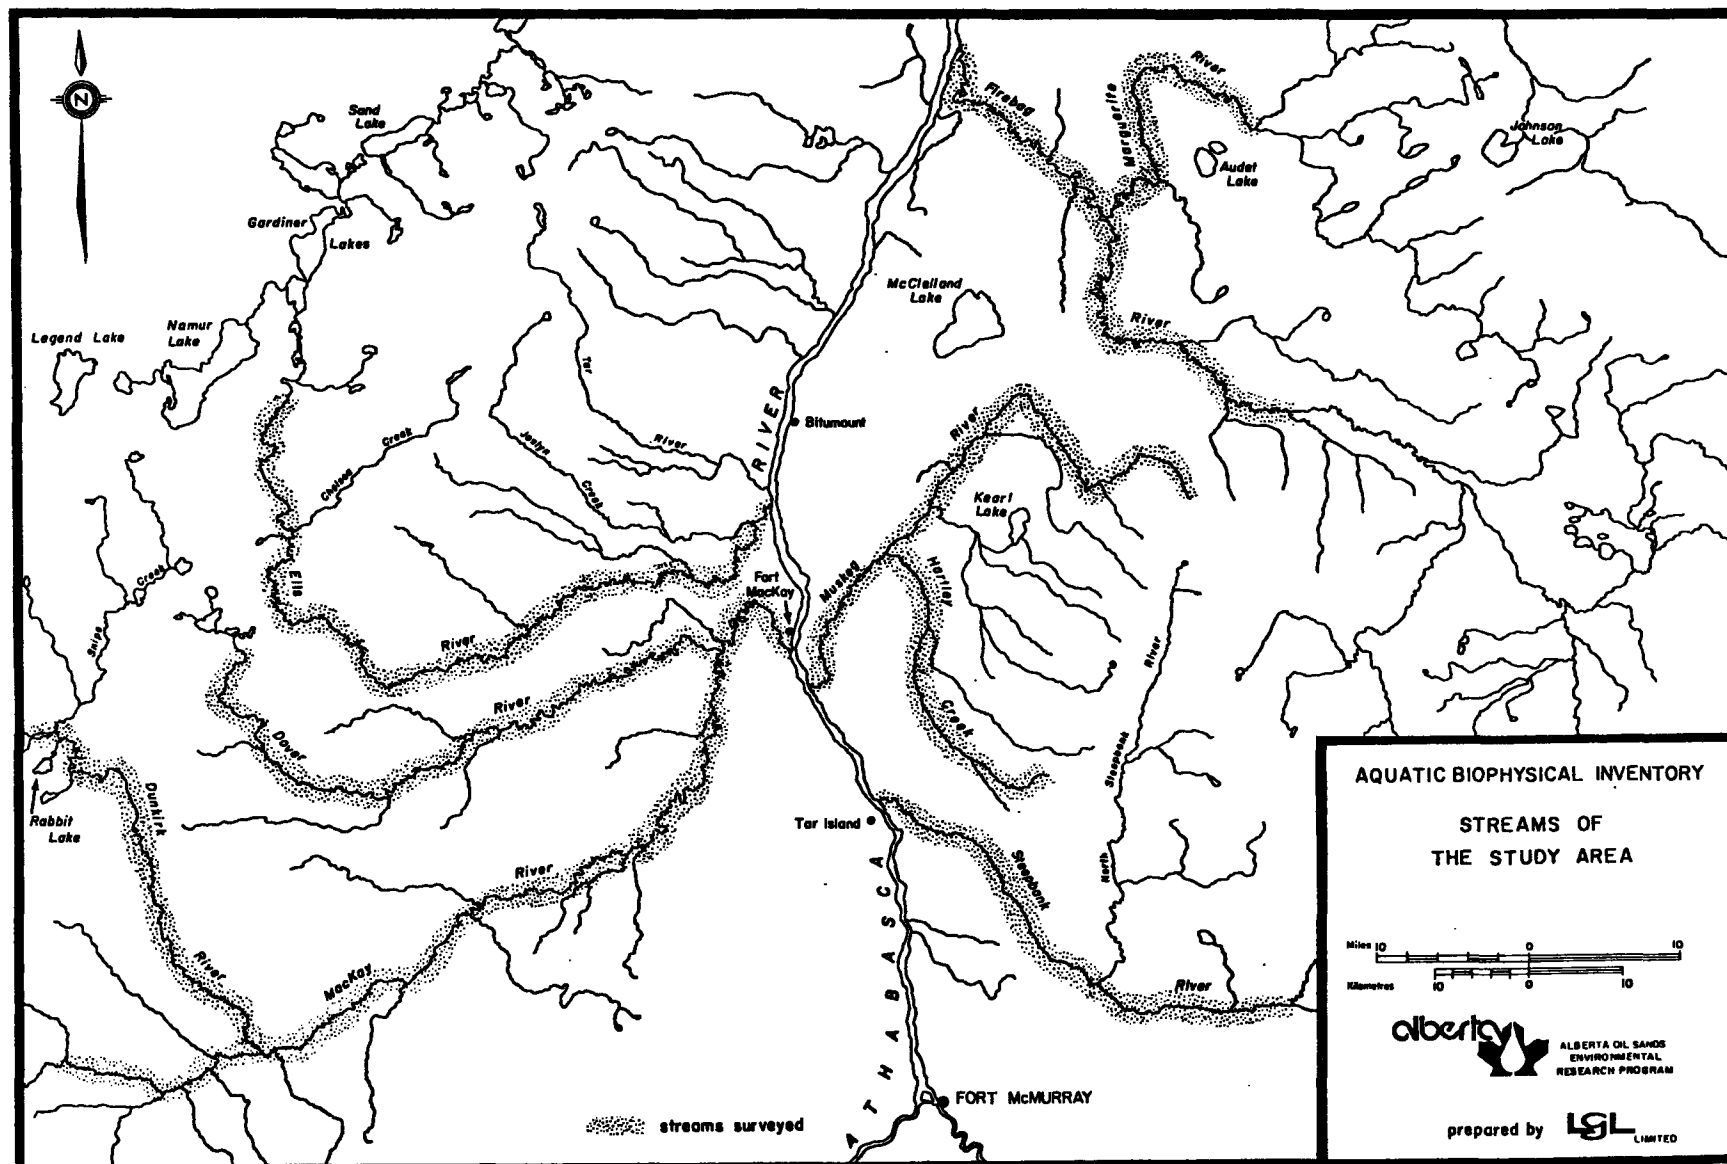 N
Sand
Lake
Gardiner
Lakes
Namur
Lake
Legend Lake
Firebag
Marguerite
River
Audet
Lake
Johnson
Lake
McClelland
Lake
River
Tar
River
Bitumount
RIVER
Chelsea
Creek
Joslyn
Creek
River
Kearl
Lake
Ells
River
Fort
MacKay
Muskeg
Hartley
Creek
Snipe
Creek
River
Dover
North
Steepbank
River
Rabbit
Lake
Dunkirk
River
River
MacKay
Tar Island
Steepbank
River
ATHABASCA
FORT McMURRAY
streams surveyed
AQUATIC BIOPHYSICAL INVENTORY
STREAMS OF
THE STUDY AREA
Miles 10 0 10
Kilometres 10 0 10
alberta
ALBERTA OIL SANDS
ENVIRONMENTAL
RESEARCH PROGRAM
prepared by LGL LIMITED